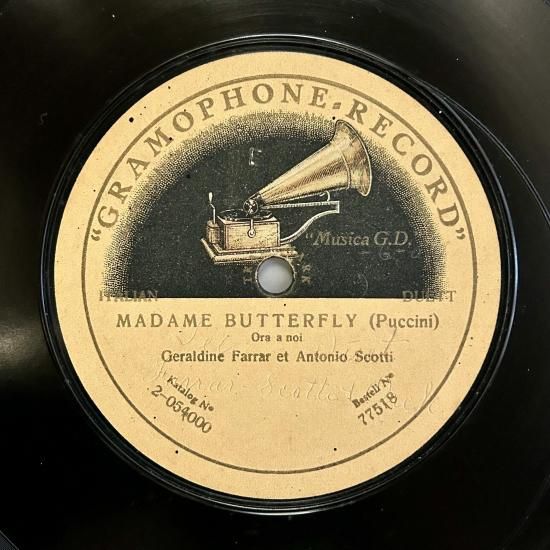 "GRAMOPHONE-RECORD"
"Musica G.D.
ITALIAN DUETT
MADAME BUTTERFLY (Puccini)
Ora a noi
Geraldine Farrar et Antonio Scotti
Katalog No
2-054000
Bestell No
77518